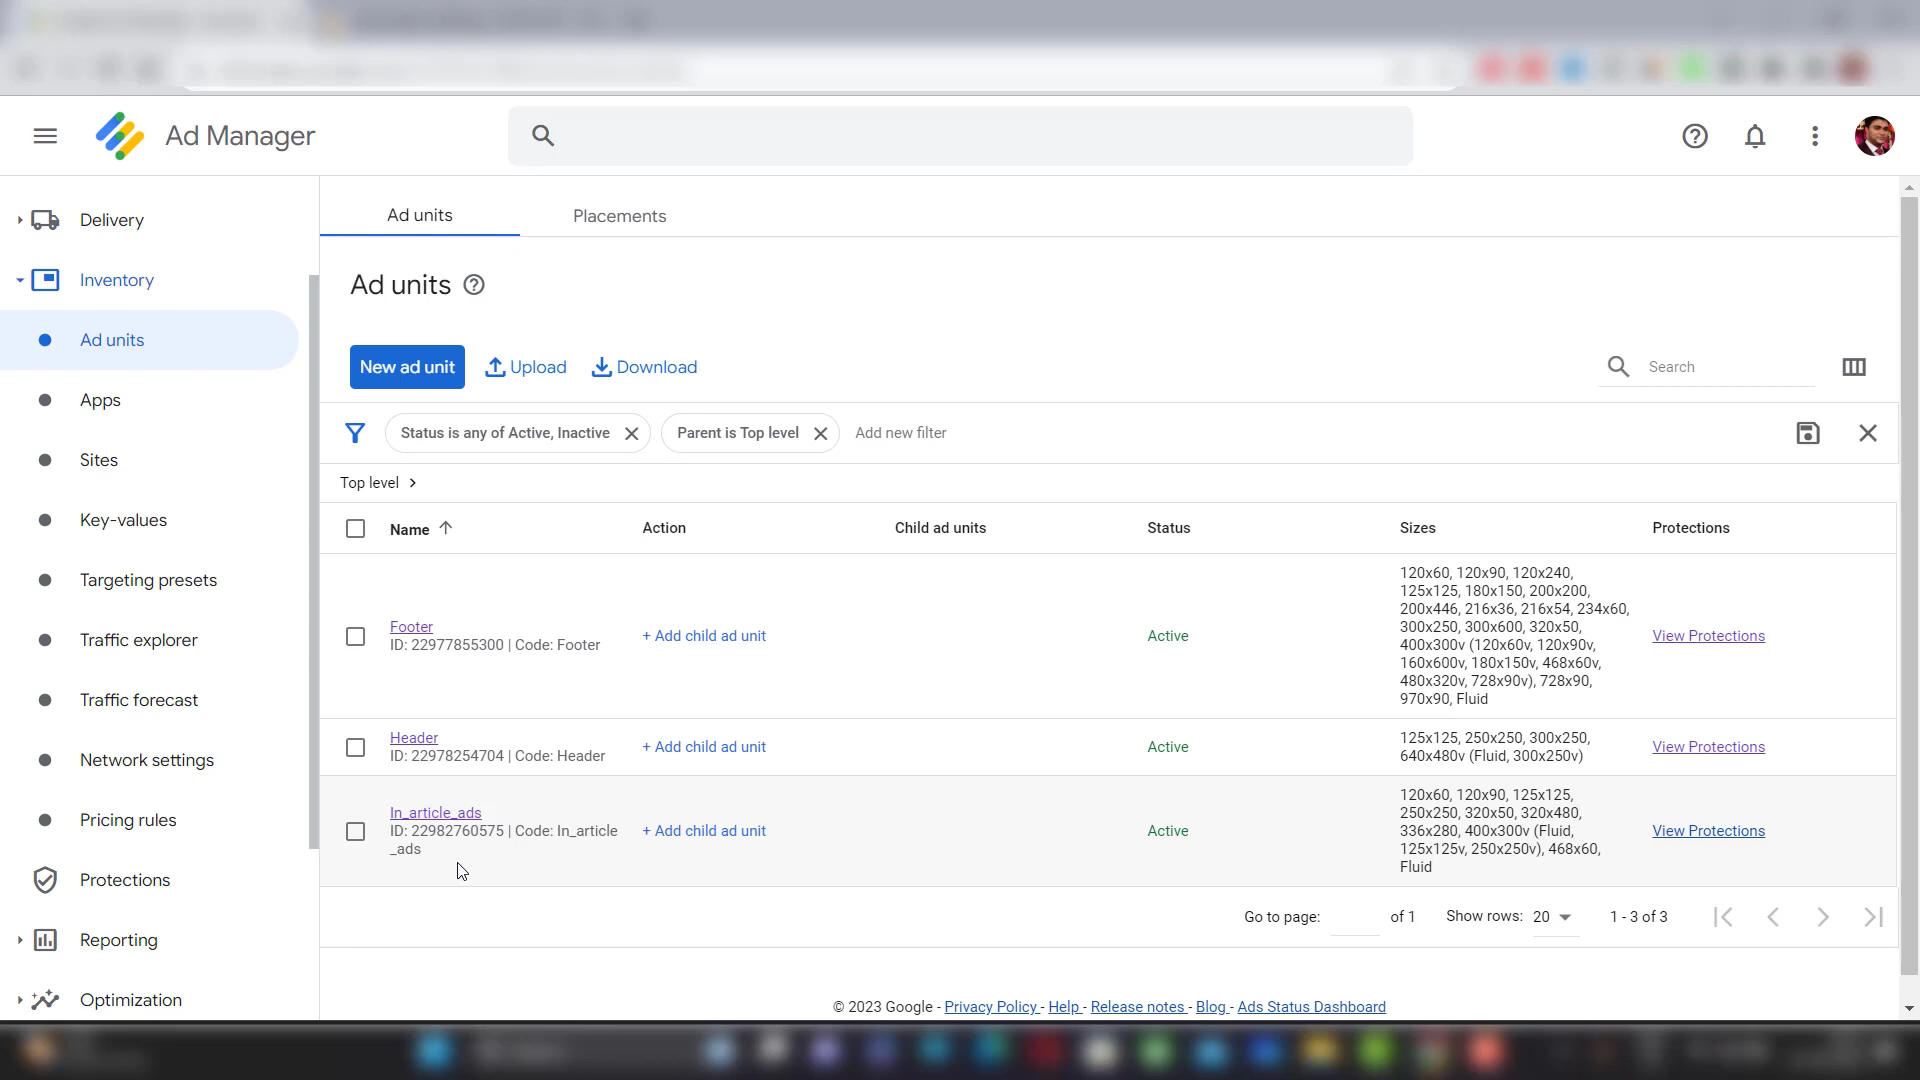 Ad Manager
Delivery
Inventory
Ad units
Apps
Sites
Key-values
Targeting presets
Traffic explorer
Traffic forecast
Network settings
Pricing rules
Protections
Reporting
Optimization
Ad units
Placements
Ad units
New ad unit
Upload
Download
Search
Status is any of Active, Inactive
Parent is Top level
Add new filter
Top level
Name
Action
Child ad units
Status
Sizes
Protections
Footer
ID: 22977855300 | Code: Footer
+ Add child ad unit
Active
120x60, 120x90, 120x240,
125x125, 180x150, 200x200,
200x446, 216x36, 216x54, 234x60,
300x250, 300x600, 320x50,
400x300v (120x60v, 120x90v,
160x600v, 180x150v, 468x60v,
480x320v, 728x90v), 728x90,
970x90, Fluid
View Protections
Header
ID: 22978254704 | Code: Header
+ Add child ad unit
Active
125x125, 250x250, 300x250,
640x480v (Fluid, 300x250v)
View Protections
In_article_ads
ID: 22982760575 | Code: In_article
_ads
+ Add child ad unit
Active
120x60, 120x90, 125x125,
250x250, 320x50, 320x480,
336x280, 400x300v (Fluid,
125x125v, 250x250v), 468x60,
Fluid
View Protections
Go to page:
of 1
Show rows: 20
1 - 3 of 3
© 2023 Google - Privacy Policy - Help - Release notes - Blog - Ads Status Dashboard